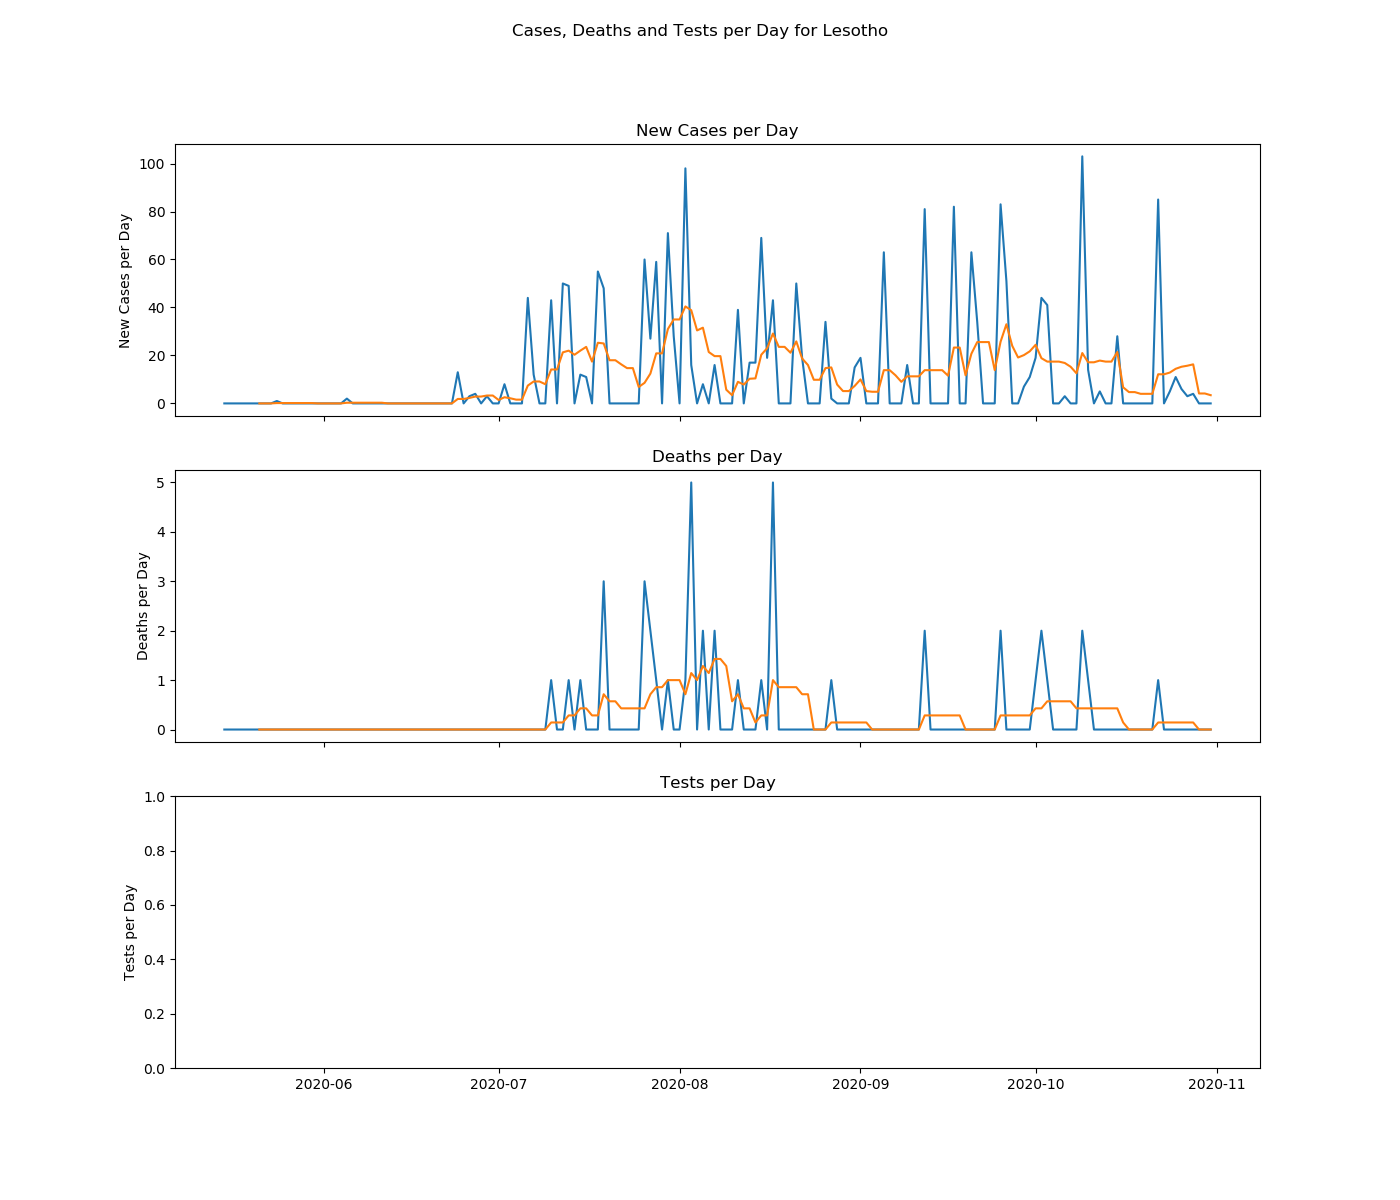 Cases, Deaths and Tests per Day for Lesotho
New Cases per Day
New Cases per Day
100
80
60
40
20
0
Deaths per Day
Deaths per Day
5
4
3
2
1
0
Tests per Day
Tests per Day
1.0
0.8
0.6
0.4
0.2
0.0
2020-06 2020-07 2020-08 2020-09 2020-10 2020-11